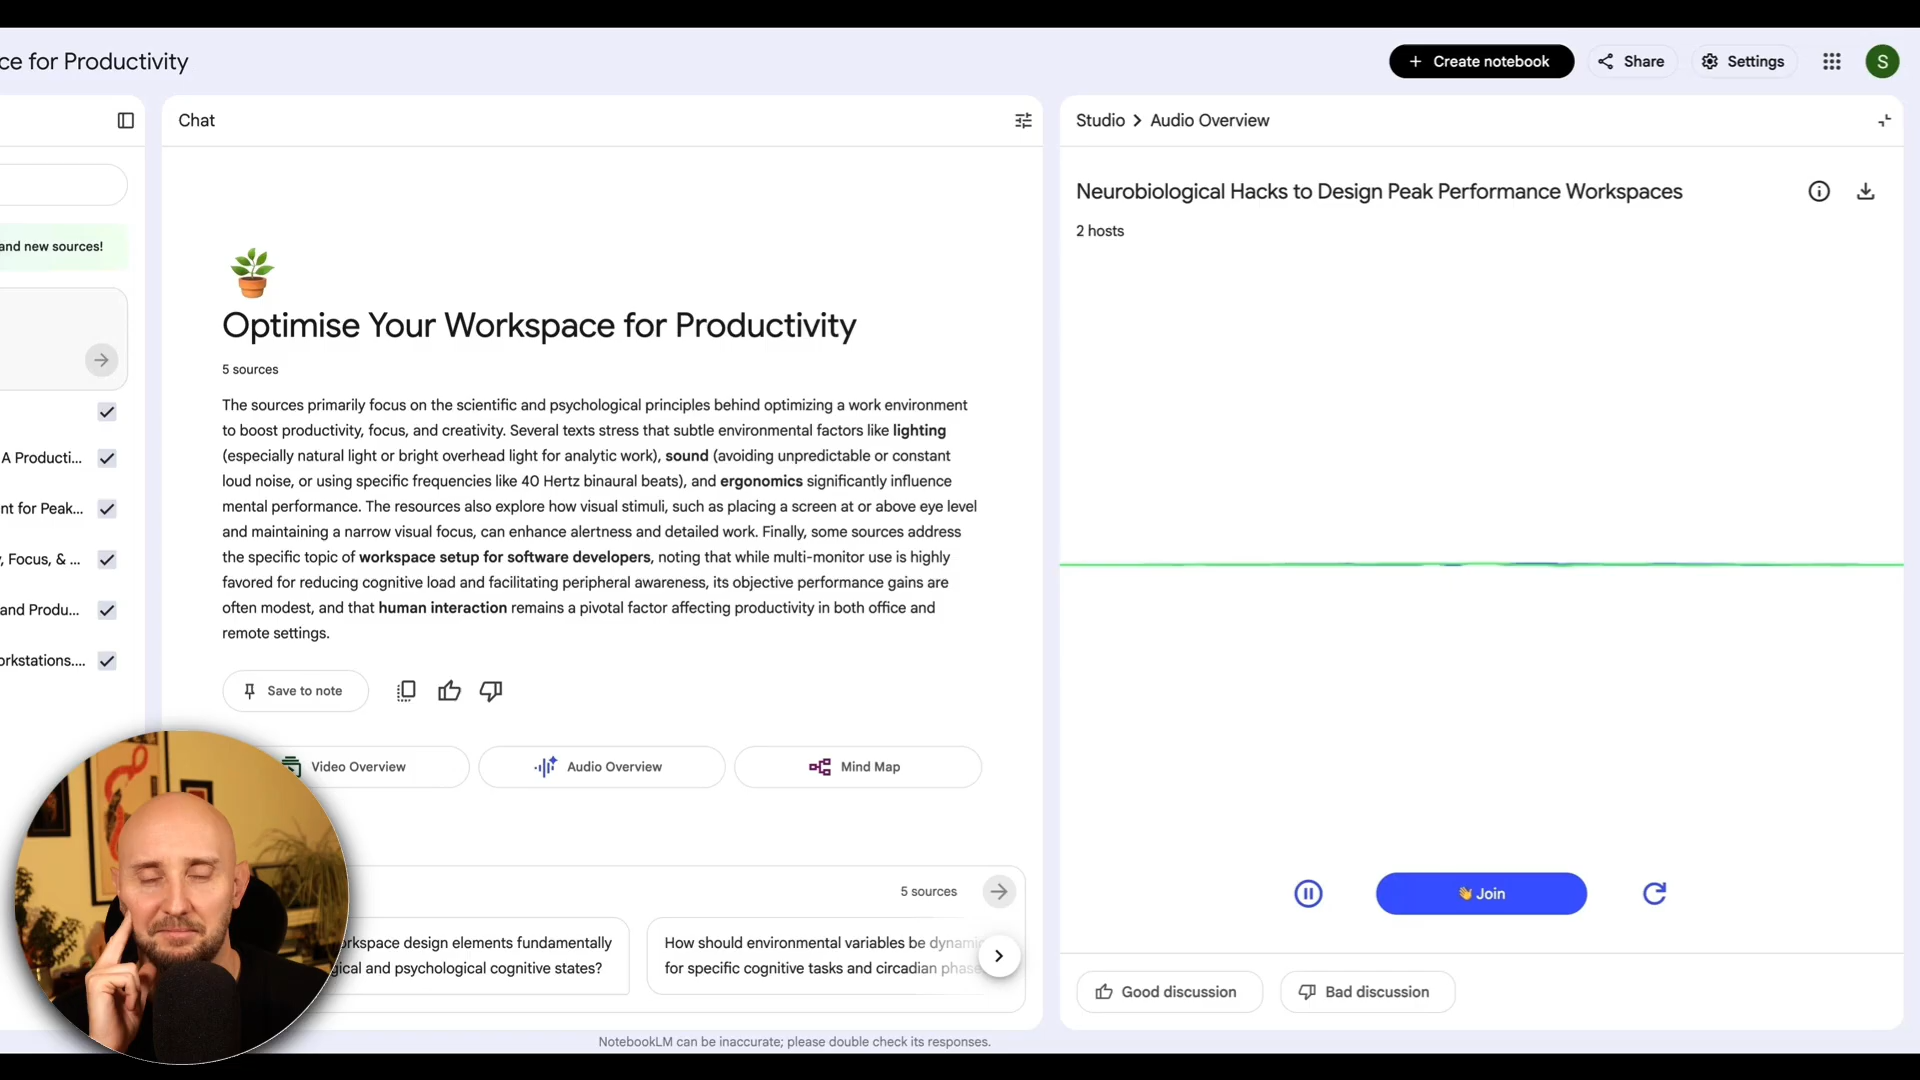 ce for Productivity
Create notebook
Share
Settings
S
and new sources!
A Producti...
nt for Peak...
, Focus, & ...
and Produ...
orkstations....
Chat
Optimise Your Workspace for Productivity
5 sources
The sources primarily focus on the scientific and psychological principles behind optimizing a work environment
to boost productivity, focus, and creativity. Several texts stress that subtle environmental factors like lighting
(especially natural light or bright overhead light for analytic work), sound (avoiding unpredictable or constant
loud noise, or using specific frequencies like 40 Hertz binaural beats), and ergonomics significantly influence
mental performance. The resources also explore how visual stimuli, such as placing a screen at or above eye level
and maintaining a narrow visual focus, can enhance alertness and detailed work. Finally, some sources address
the specific topic of workspace setup for software developers, noting that while multi-monitor use is highly
favored for reducing cognitive load and facilitating peripheral awareness, its objective performance gains are
often modest, and that human interaction remains a pivotal factor affecting productivity in both office and
remote settings.
Save to note
Video Overview
Audio Overview
Mind Map
5 sources
orkspace design elements fundamentally
gical and psychological cognitive states?
How should environmental variables be dynami
for specific cognitive tasks and circadian phase
NotebookLM can be inaccurate; please double check its responses.
Studio > Audio Overview
Neurobiological Hacks to Design Peak Performance Workspaces
2 hosts
Join
Good discussion
Bad discussion